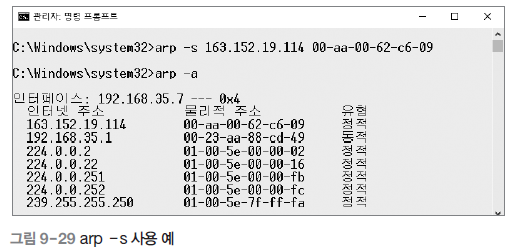 관리자: 명령 프롬프트
C:\Windows\system32>arp -s 163.152.19.114 00-aa-00-62-c6-09
C:\Windows\system32>arp -a
인터페이스: 192.168.35.7 --- 0x4
인터넷 주소 물리적 주소 유형
163.152.19.114 00-aa-00-62-c6-09 정적
192.168.35.1 00-23-aa-88-cd-49 동적
224.0.0.2 01-00-5e-00-00-02 정적
224.0.0.22 01-00-5e-00-00-16 정적
224.0.0.251 01-00-5e-00-00-fb 정적
224.0.0.252 01-00-5e-00-00-fc 정적
239.255.255.250 01-00-5e-7f-ff-fa 정적
그림 9-29 arp -s 사용 예